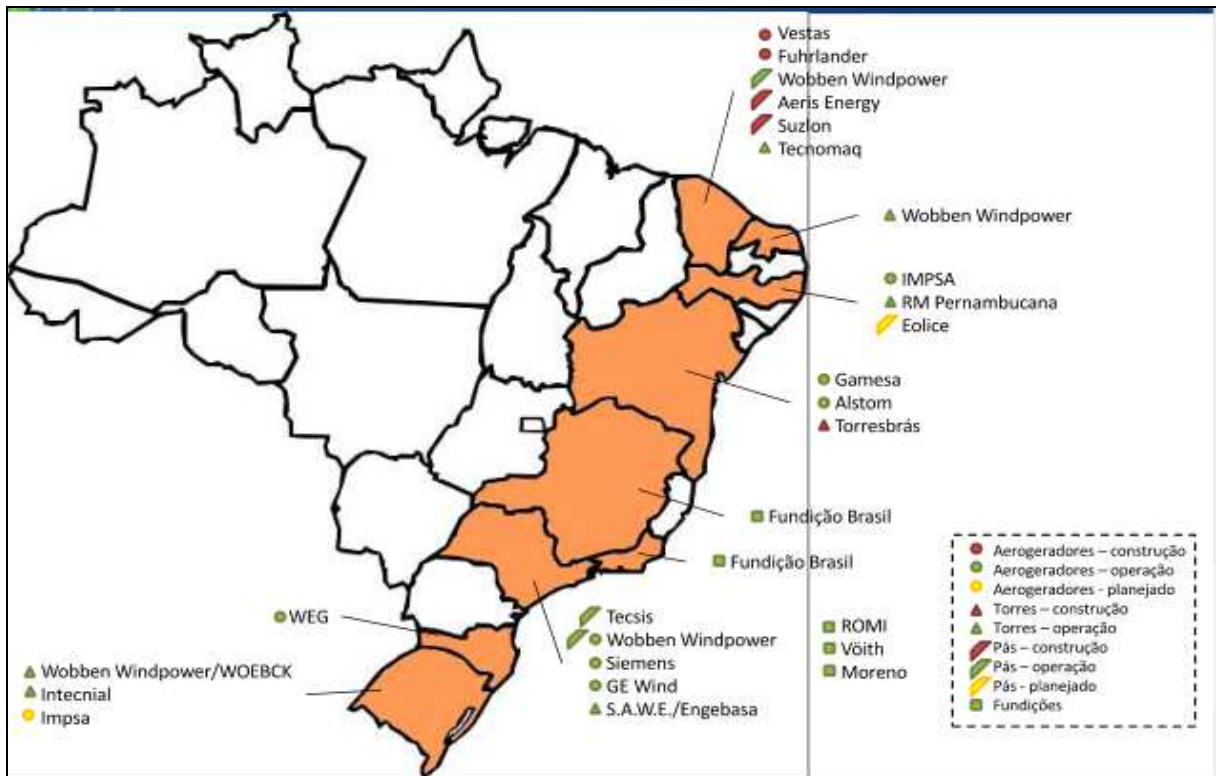 Vestas
Fuhrlander
Wobben Windpower
Aeris Energy
Suzlon
Tecnomaq
Wobben Windpower
IMPSA
RM Pernambucana
Eolice
Gamesa
Alstom
Torresbrás
Fundição Brasil
Fundição Brasil
WEG
Tecsis
Wobben Windpower
Siemens
GE Wind
S.A.W.E./Engebasa
Wobben Windpower/WOEBCK
Intecnial
Impsa
ROMI
Vöith
Moreno
Aerogeradores – construção
Aerogeradores – operação
Aerogeradores - planejado
Torres – construção
Torres – operação
Pás – construção
Pás – operação
Pás - planejado
Fundições